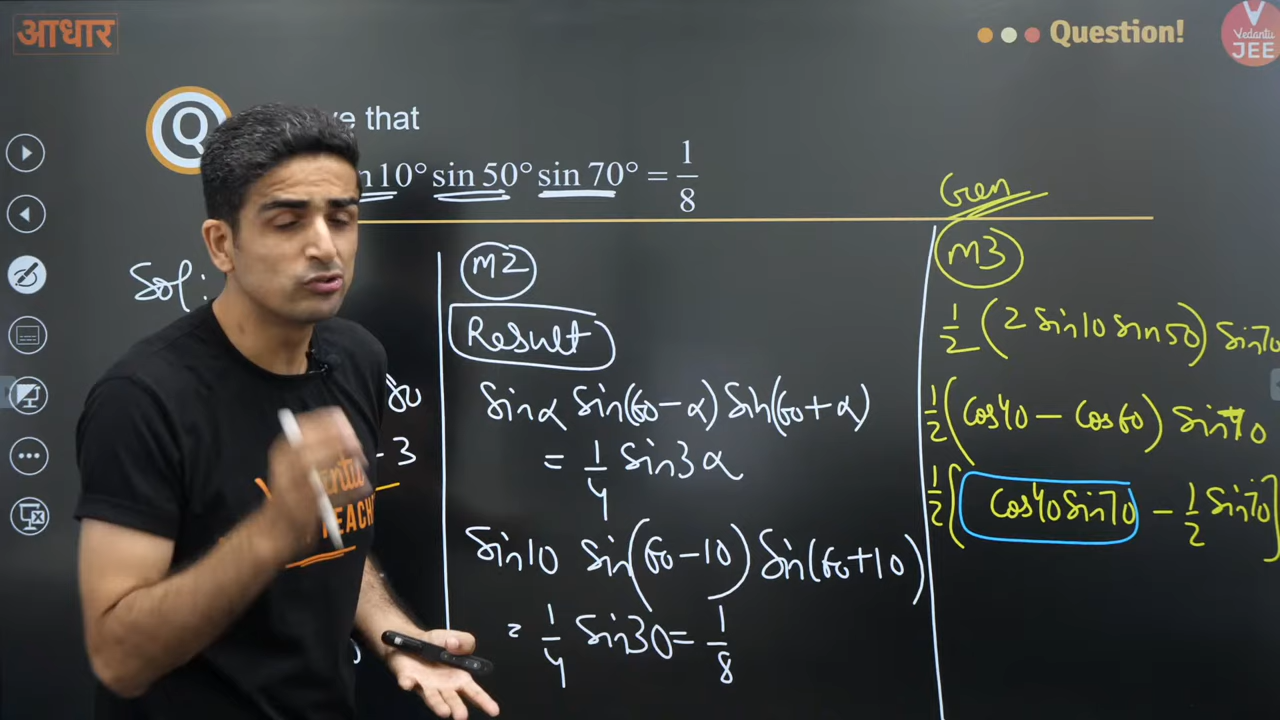 आधार
Question!
Vedantu
JEE
Q
that
10° sin 50° sin 70° = 1/8
Sol:
- 3
TEACH
M2
Result
Sinα Sin(60-α) Sin(60+α)
= 1/4 Sin3α
Sin10 Sin(60-10) Sin(60+10)
= 1/4 Sin30 = 1/8
Gen
M3
1/2 (2 Sin10 Sin50) Sin70
1/2 (Cos40 - Cos60) Sin70
1/2 [Cos40 Sin70 - 1/2 Sin70]